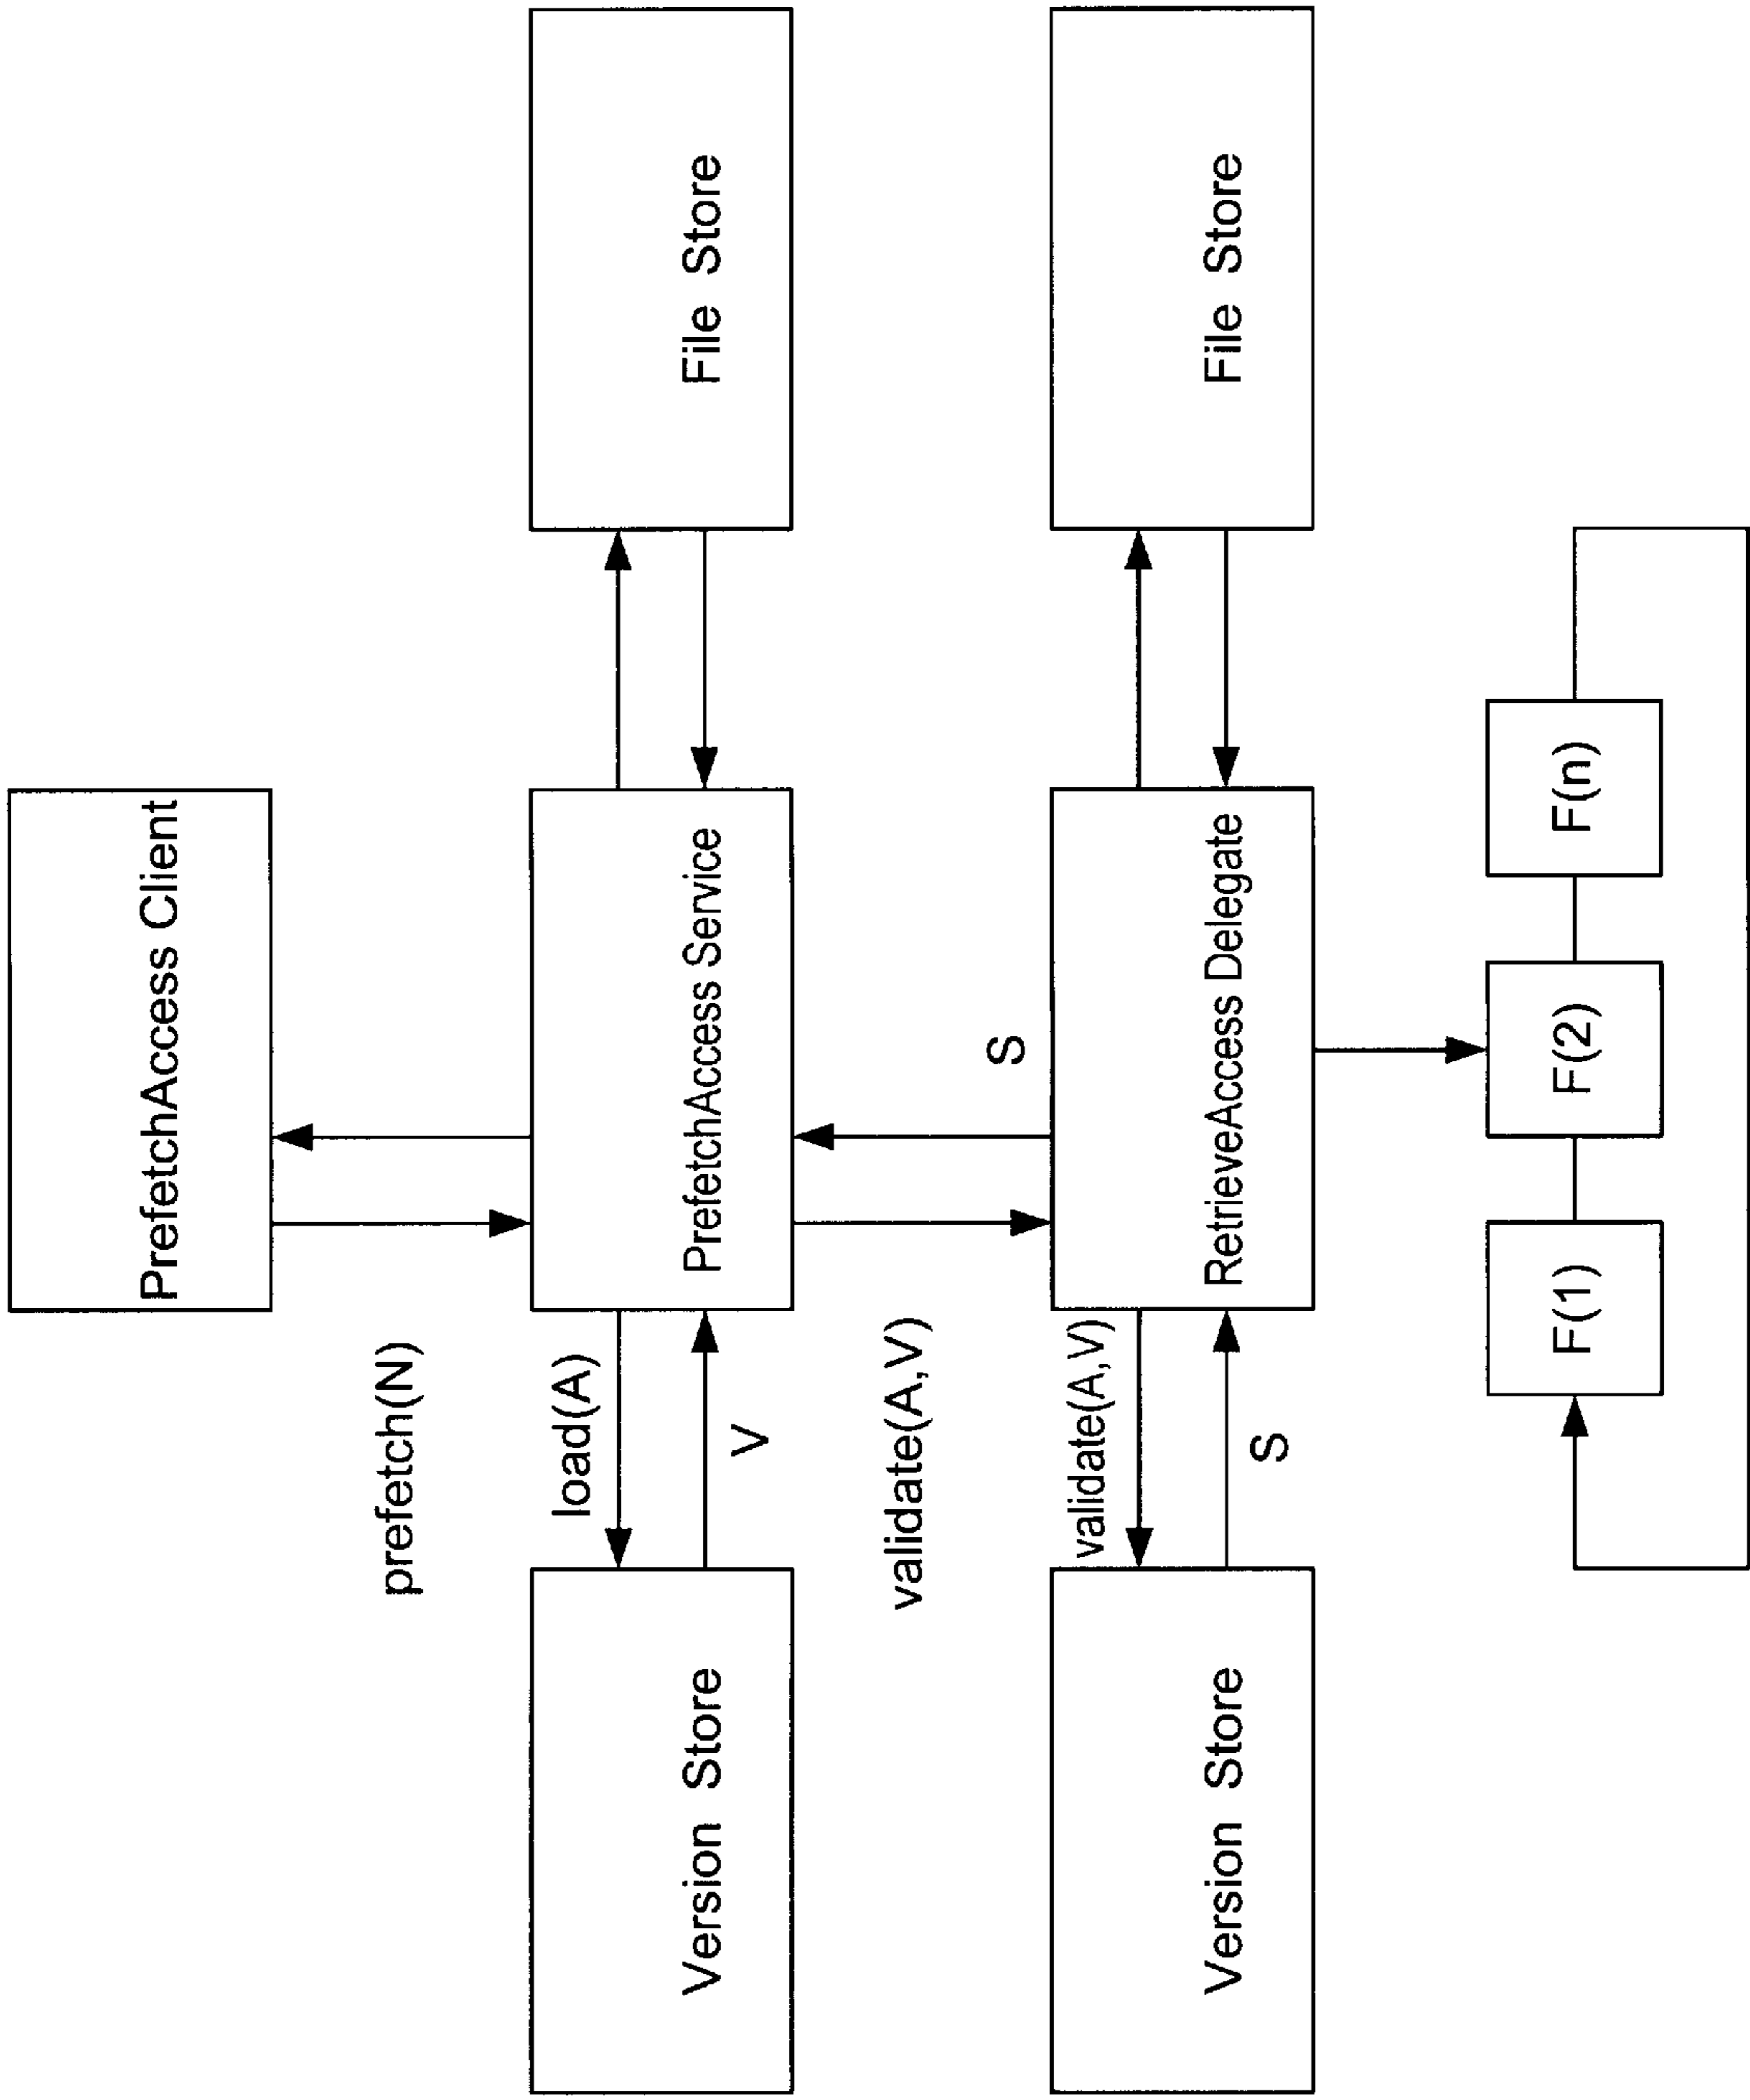 PrefetchAccess Client
prefetch(N)
load(A)
V
Version Store
PrefetchAccess Service
File Store
validate(A,V)
S
validate(A,V)
S
Version Store
RetrieveAccess Delegate
File Store
F(1)
F(2)
F(n)